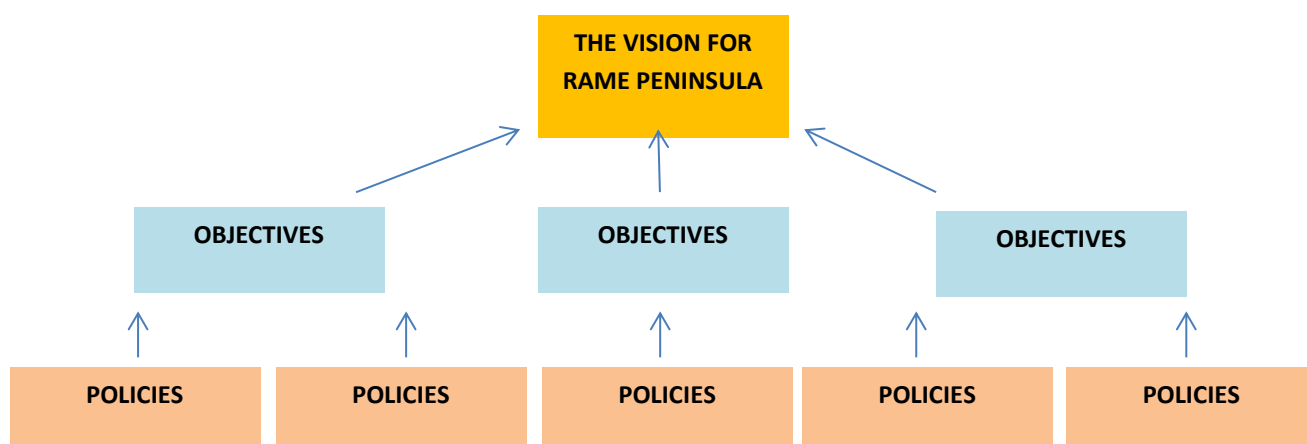 THE VISION FOR
RAME PENINSULA
OBJECTIVES
OBJECTIVES
OBJECTIVES
POLICIES
POLICIES
POLICIES
POLICIES
POLICIES